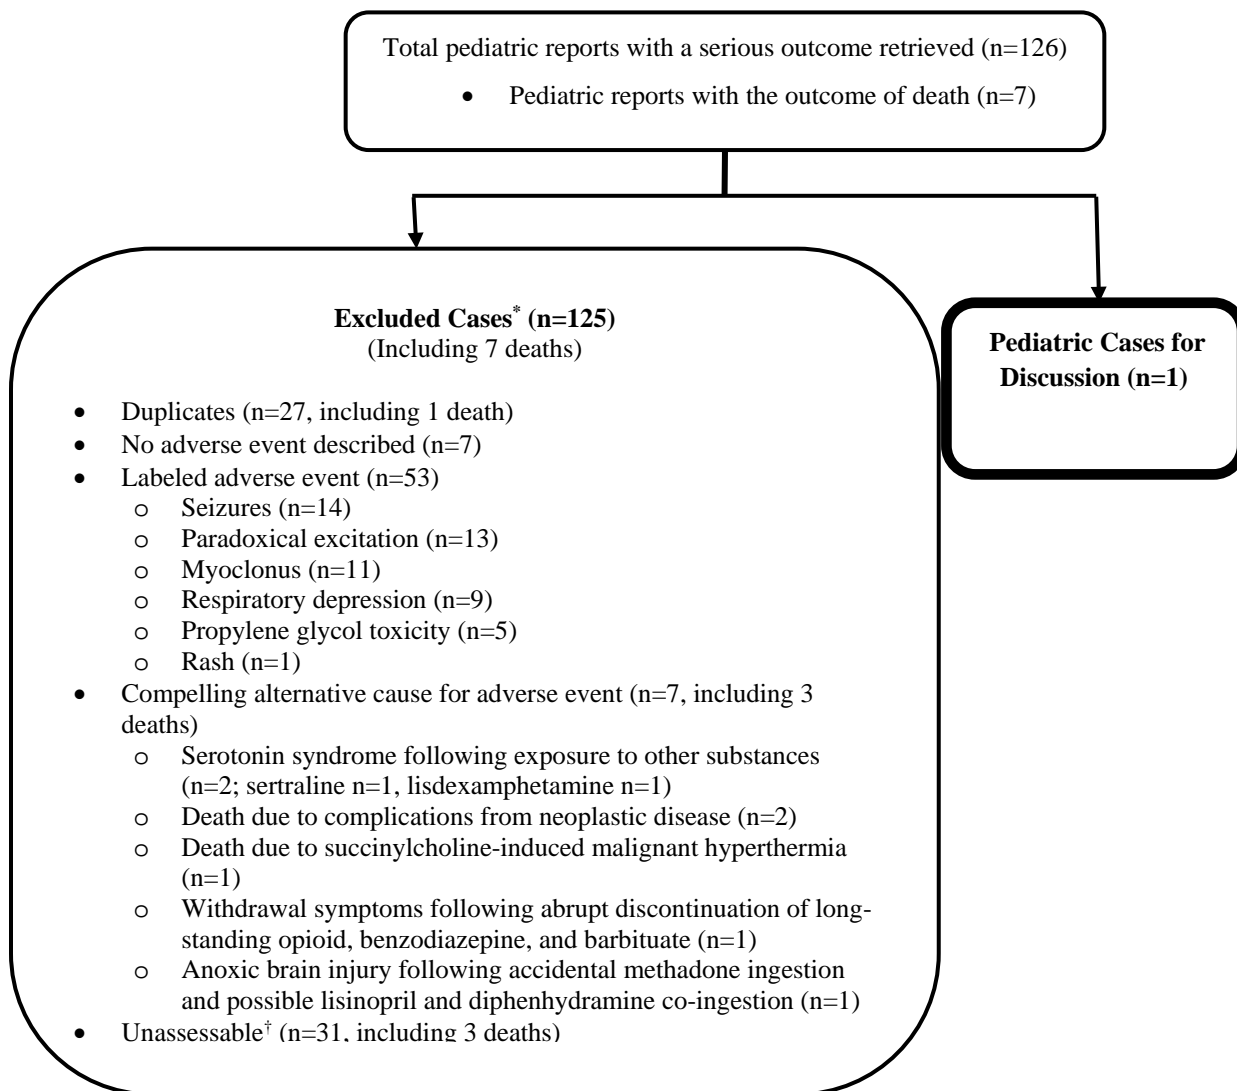 Total pediatric reports with a serious outcome retrieved (n=126)
• Pediatric reports with the outcome of death (n=7)
Excluded Cases* (n=125)
(Including 7 deaths)
• Duplicates (n=27, including 1 death)
• No adverse event described (n=7)
• Labeled adverse event (n=53)
o Seizures (n=14)
o Paradoxical excitation (n=13)
o Myoclonus (n=11)
o Respiratory depression (n=9)
o Propylene glycol toxicity (n=5)
o Rash (n=1)
• Compelling alternative cause for adverse event (n=7, including 3
deaths)
o Serotonin syndrome following exposure to other substances
(n=2; sertraline n=1, lisdexamphetamine n=1)
o Death due to complications from neoplastic disease (n=2)
o Death due to succinylcholine-induced malignant hyperthermia
(n=1)
o Withdrawal symptoms following abrupt discontinuation of long-
standing opioid, benzodiazepine, and barbituate (n=1)
o Anoxic brain injury following accidental methadone ingestion
and possible lisinopril and diphenhydramine co-ingestion (n=1)
• Unassessable† (n=31, including 3 deaths)
Pediatric Cases for
Discussion (n=1)